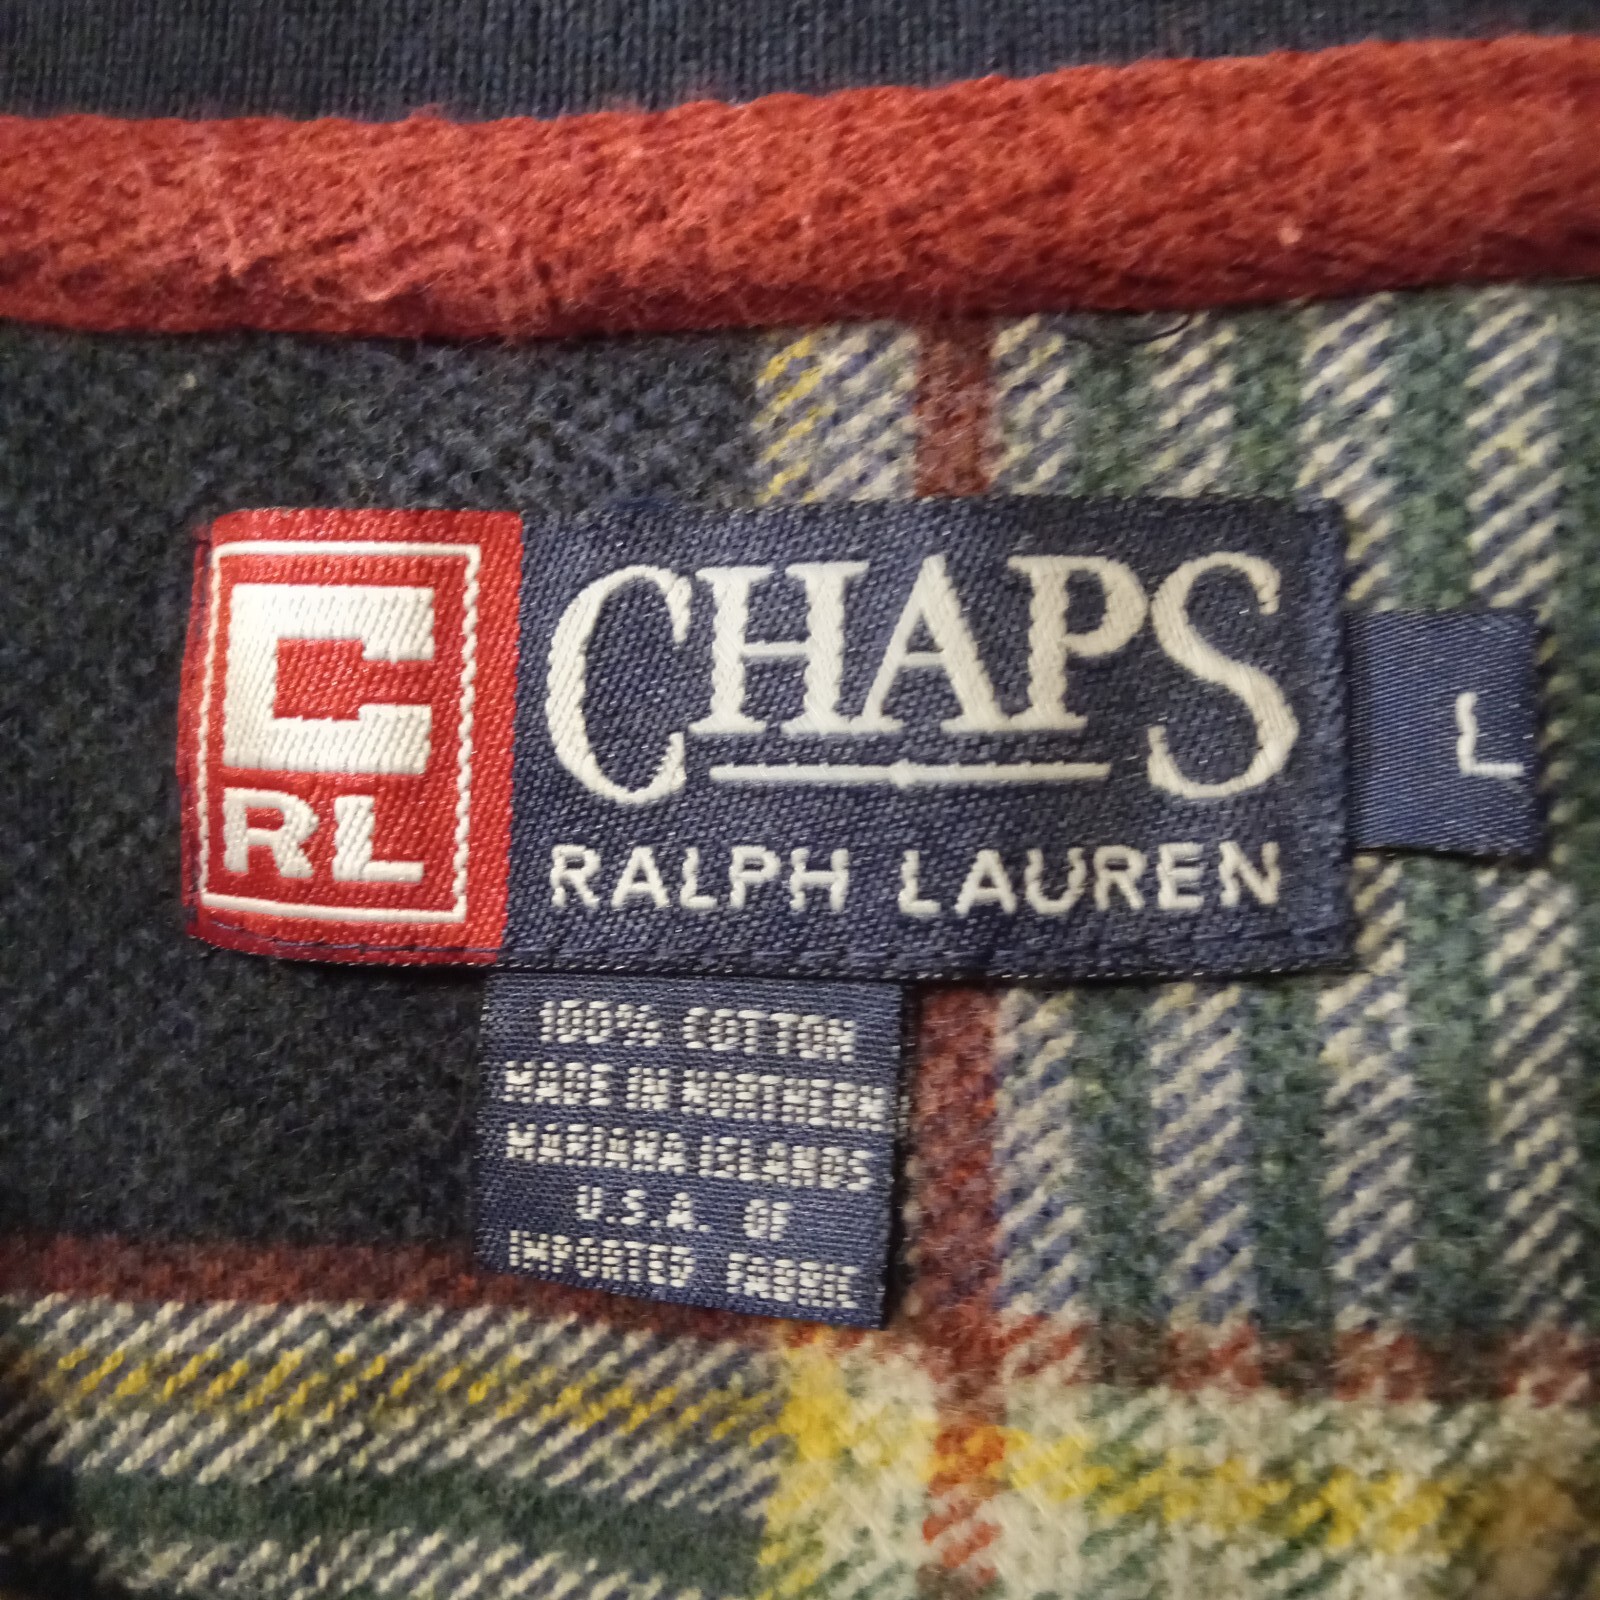 C
RL
CHAPS
RALPH LAUREN
L
100% COTTON
MADE IN NORTHERN
MARIANA ISLANDS
U.S.A. OF
IMPORTED FABRIC